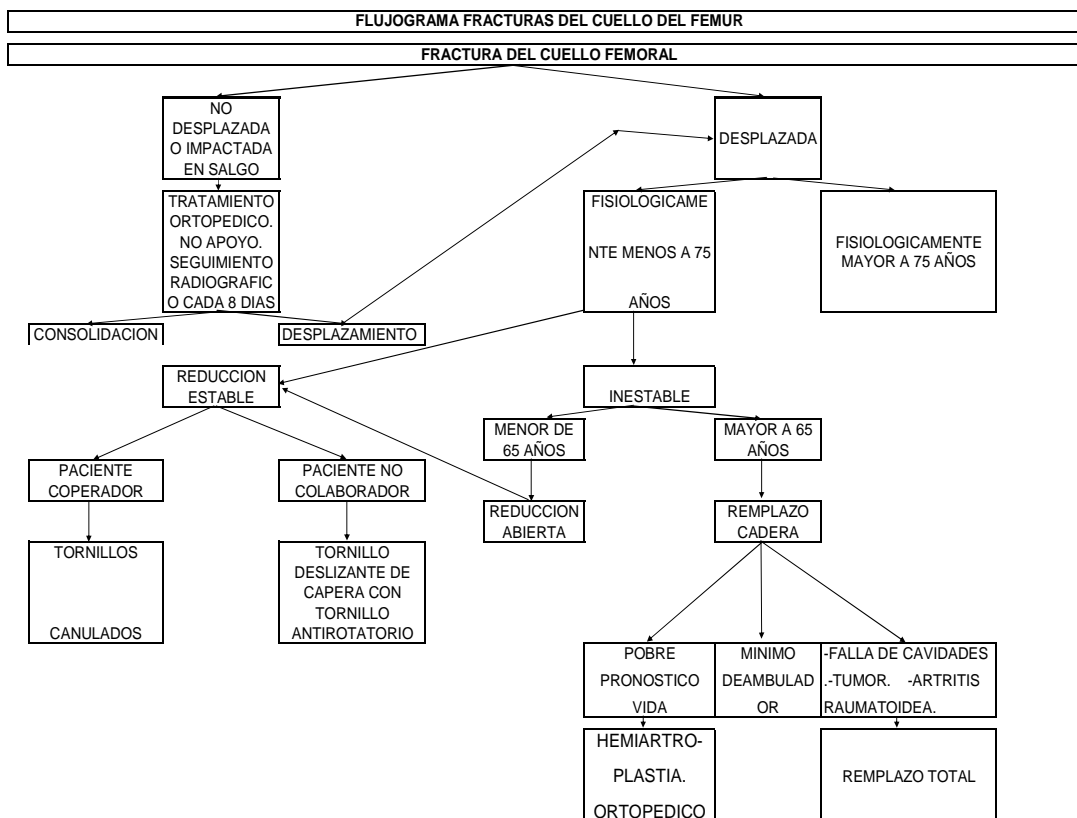 FLUJOGRAMA FRACTURAS DEL CUELLO DEL FEMUR
FRACTURA DEL CUELLO FEMORAL
NO
DESPLAZADA
O IMPACTADA
EN SALGO
DESPLAZADA
TRATAMIENTO
ORTOPEDICO.
NO APOYO.
SEGUIMIENTO
RADIOGRAFIC
O CADA 8 DIAS
FISIOLOGICAME
NTE MENOS A 75
AÑOS
FISIOLOGICAMENTE
MAYOR A 75 AÑOS
CONSOLIDACION
DESPLAZAMIENTO
REDUCCION
ESTABLE
INESTABLE
MENOR DE
65 AÑOS
MAYOR A 65
AÑOS
PACIENTE
COPERADOR
PACIENTE NO
COLABORADOR
REDUCCION
ABIERTA
REMPLAZO
CADERA
TORNILLOS
CANULADOS
TORNILLO
DESLIZANTE DE
CAPERA CON
TORNILLO
ANTIROTATORIO
POBRE
PRONOSTICO
VIDA
MINIMO
DEAMBULAD
OR
-FALLA DE CAVIDADES
.-TUMOR. -ARTRITIS
RAUMATOIDEA.
HEMIARTRO-
PLASTIA.
ORTOPEDICO
REMPLAZO TOTAL